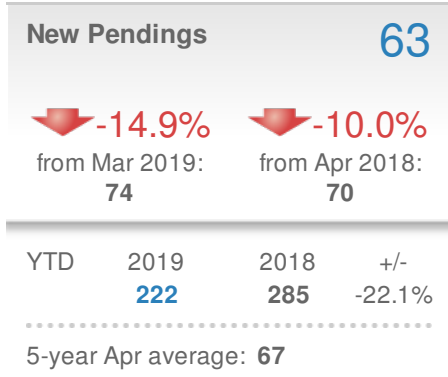 New Pendings 63
-14.9% -10.0%
from Mar 2019: from Apr 2018:
74 70
YTD 2019 2018 +/-
222 285 -22.1%
5-year Apr average: 67